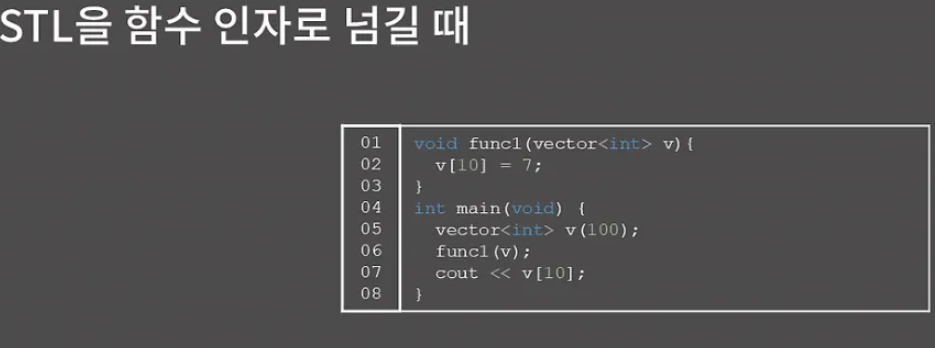 STL을 함수 인자로 넘길 때
01 void func1(vector<int> v){
02   v[10] = 7;
03 }
04 int main(void) {
05   vector<int> v(100);
06   func1(v);
07   cout << v[10];
08 }